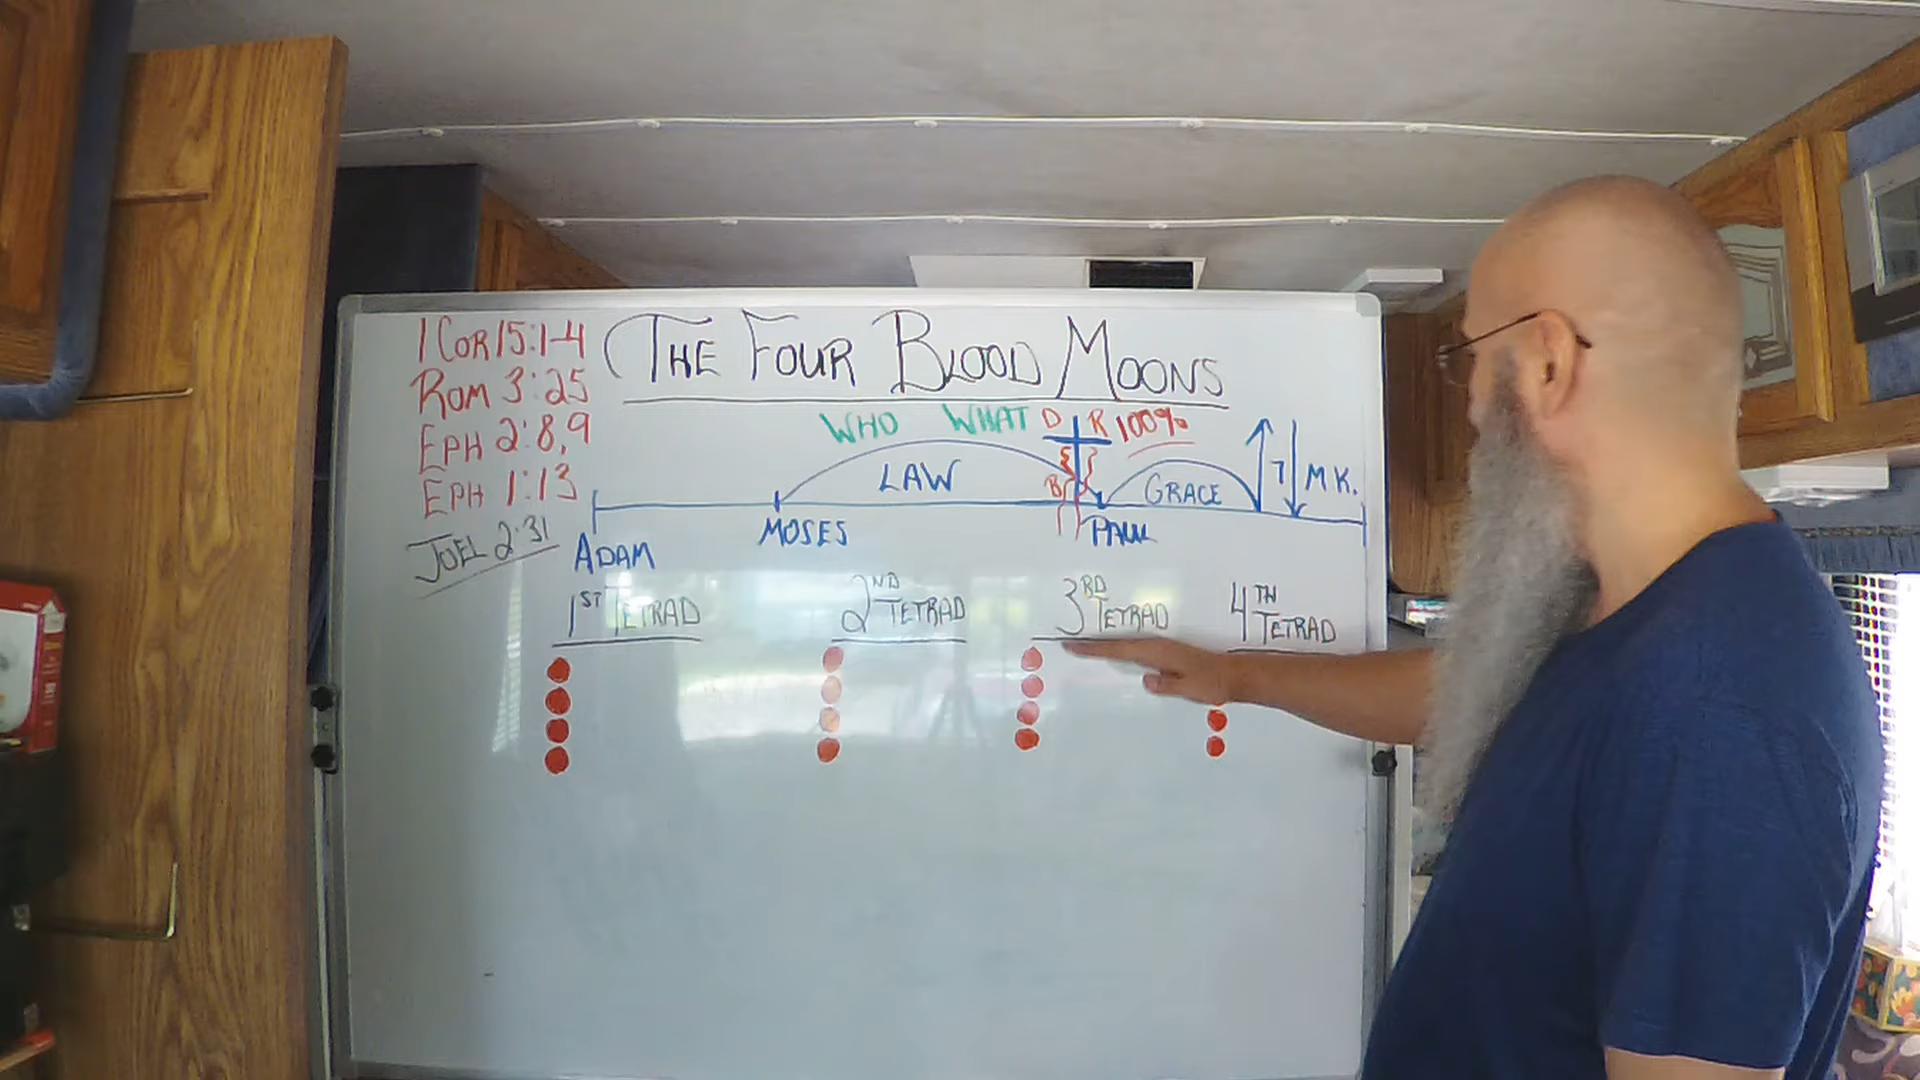 1 COR 15:1-4
ROM 3:25
EPH 2:8,9
EPH 1:13
JOEL 2:31
THE FOUR BLOOD MOONS
WHO WHAT D R 100%
LAW B GRACE 7 M K.
ADAM MOSES PAUL
1ST TETRAD
2ND TETRAD
3RD TETRAD
4TH TETRAD